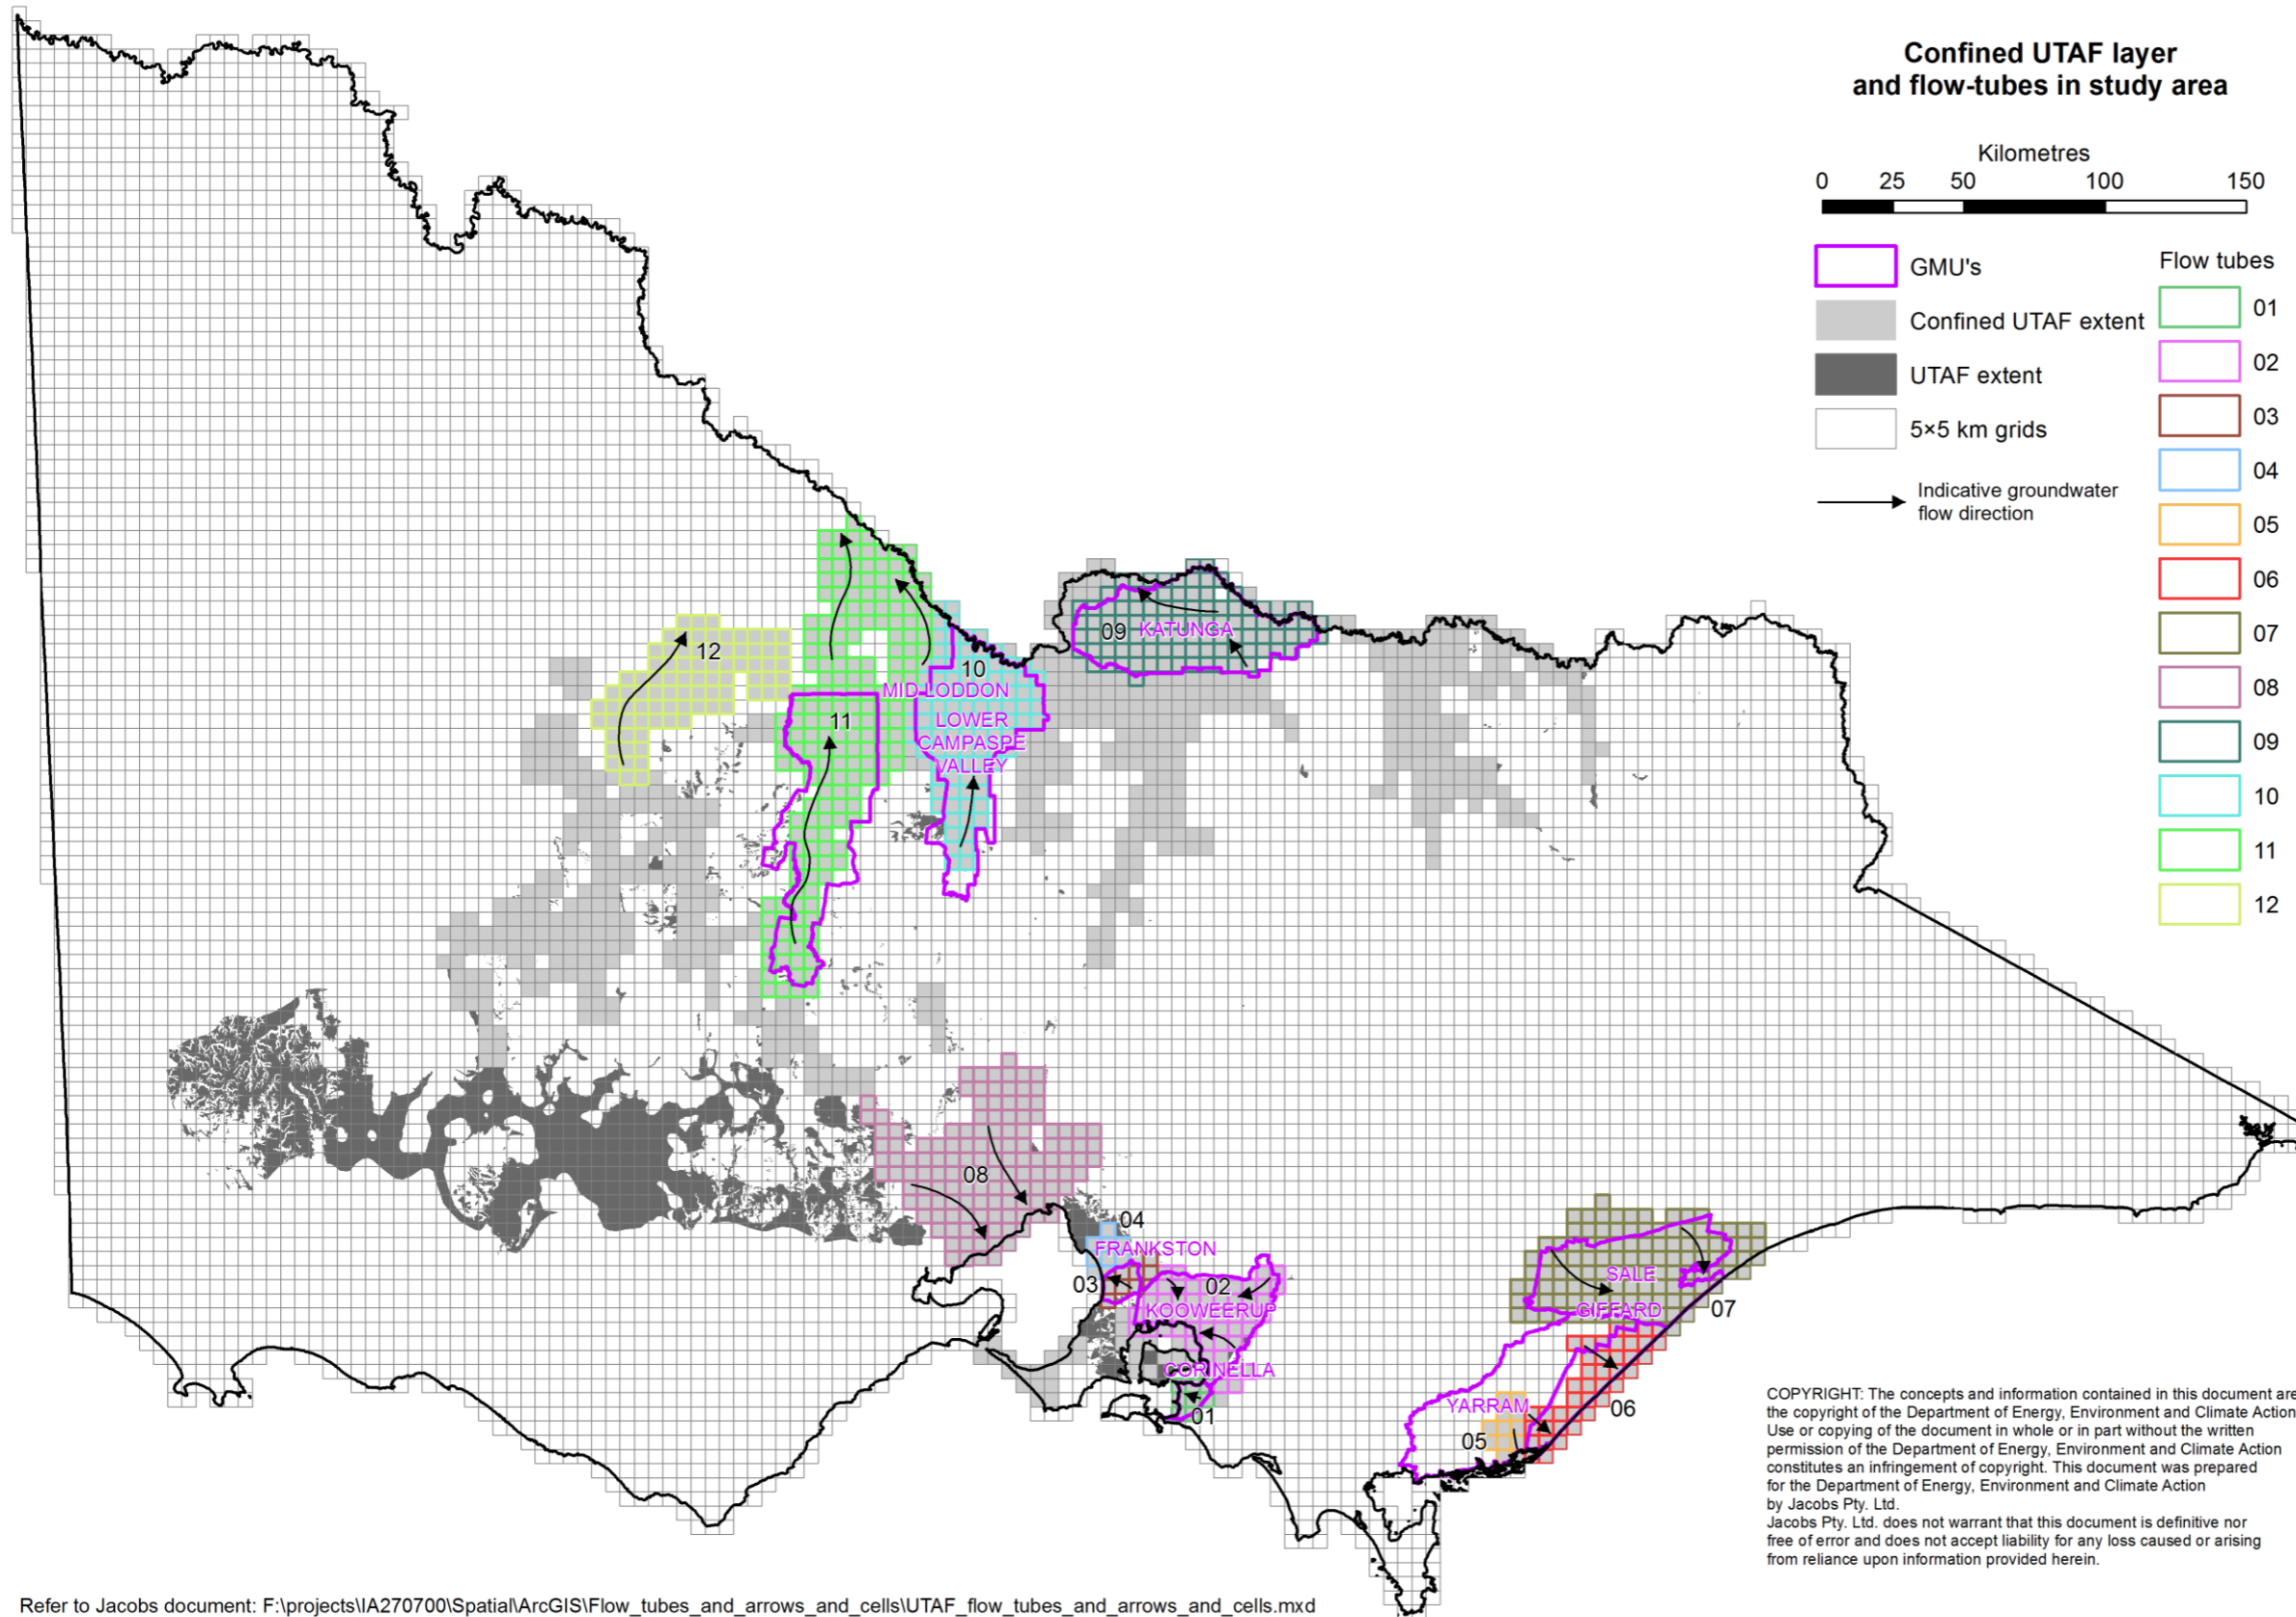 Confined UTAF layer
and flow-tubes in study area
Kilometres
0 25 50 100 150
GMU's
Confined UTAF extent
UTAF extent
5×5 km grids
Indicative groundwater
flow direction
Flow tubes
01
02
03
04
05
06
07
08
09
10
11
12
12
11
10
MID LODDON
LOWER
CAMPASPE
VALLEY
09 KATUNGA
08
04
FRANKSTON
03
02
KOOWEERUP
CORINELLA
01
SALE
GIFFARD
07
YARRAM
06
05
COPYRIGHT: The concepts and information contained in this document are
the copyright of the Department of Energy, Environment and Climate Action
Use or copying of the document in whole or in part without the written
permission of the Department of Energy, Environment and Climate Action
constitutes an infringement of copyright. This document was prepared
for the Department of Energy, Environment and Climate Action
by Jacobs Pty. Ltd.
Jacobs Pty. Ltd. does not warrant that this document is definitive nor
free of error and does not accept liability for any loss caused or arising
from reliance upon information provided herein.
Refer to Jacobs document: F:\projects\IA270700\Spatial\ArcGIS\Flow_tubes_and_arrows_and_cells\UTAF_flow_tubes_and_arrows_and_cells.mxd